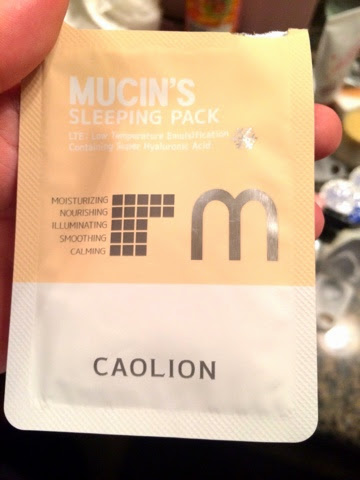 MUCIN'S
SLEEPING PACK
LTE: Low Temperature Emulsification
Containing Super Hyaluronic Acid
MOISTURIZING
NOURISHING
ILLUMINATING
SMOOTHING
CALMING
m
CAOLION